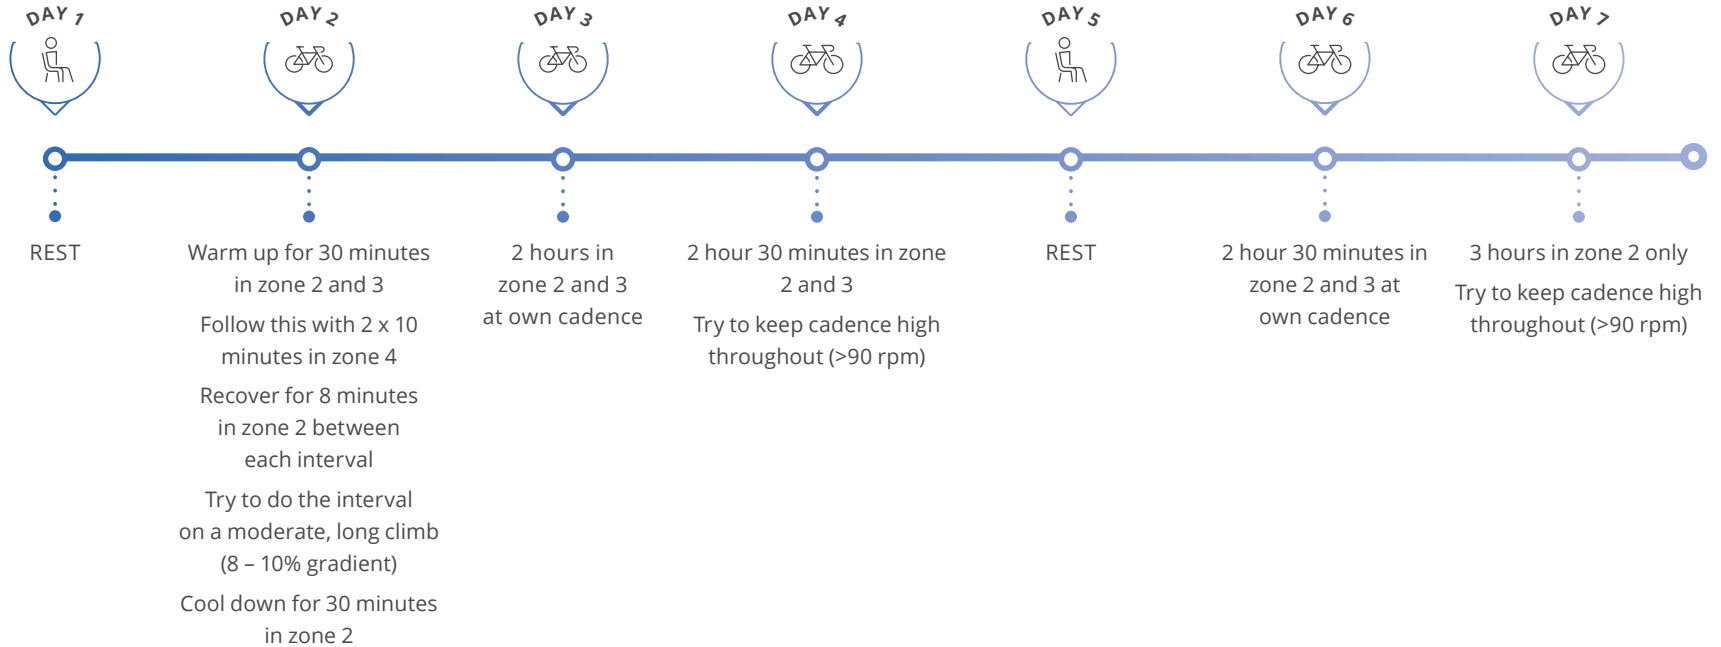 DAY 1
DAY 2
DAY 3
DAY 4
DAY 5
DAY 6
DAY 7
REST
Warm up for 30 minutes
in zone 2 and 3
Follow this with 2 x 10
minutes in zone 4
Recover for 8 minutes
in zone 2 between
each interval
Try to do the interval
on a moderate, long climb
(8 – 10% gradient)
Cool down for 30 minutes
in zone 2
2 hours in
zone 2 and 3
at own cadence
2 hour 30 minutes in zone
2 and 3
Try to keep cadence high
throughout (>90 rpm)
REST
2 hour 30 minutes in
zone 2 and 3 at
own cadence
3 hours in zone 2 only
Try to keep cadence high
throughout (>90 rpm)